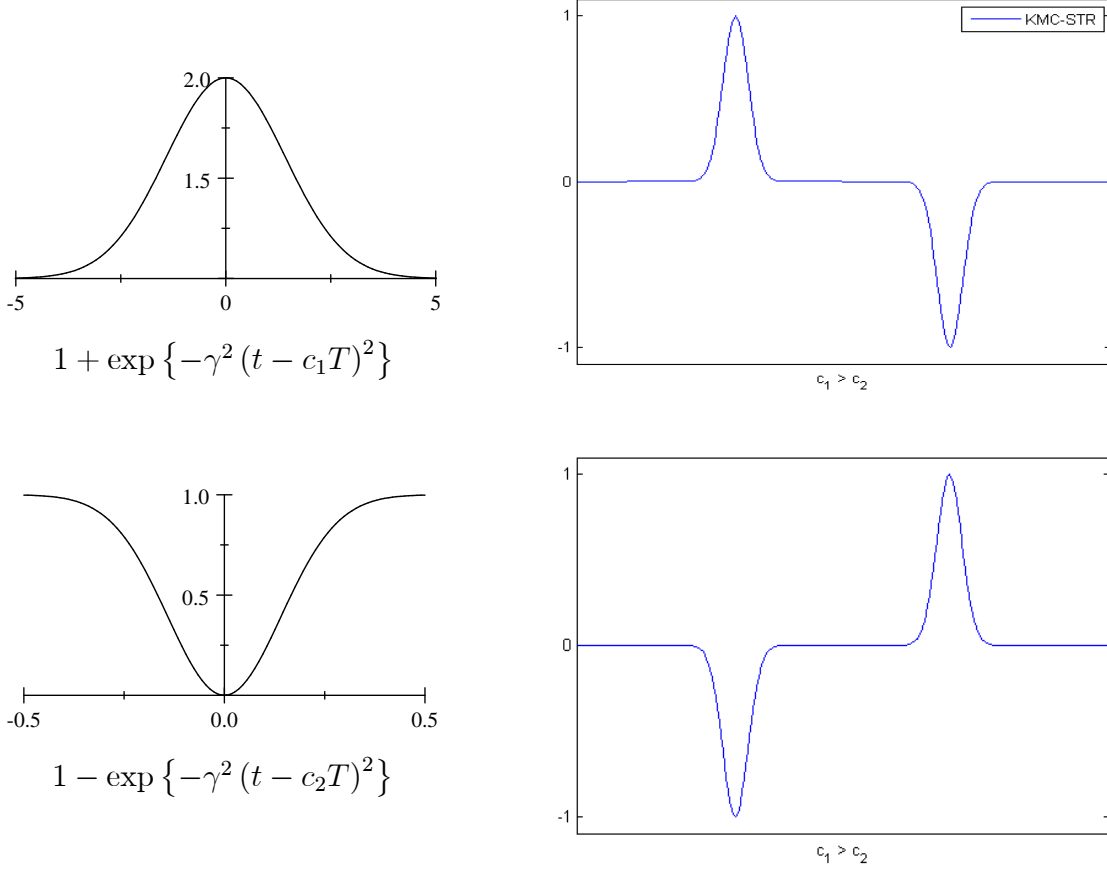 2.0
1.5
-5 0 5
1 + exp {−γ² (t − c₁T)²}
1 KMC-STR
0
-1
c₁ > c₂
1.0
0.5
-0.5 0.0 0.5
1 − exp {−γ² (t − c₂T)²}
1
0
-1
c₁ > c₂